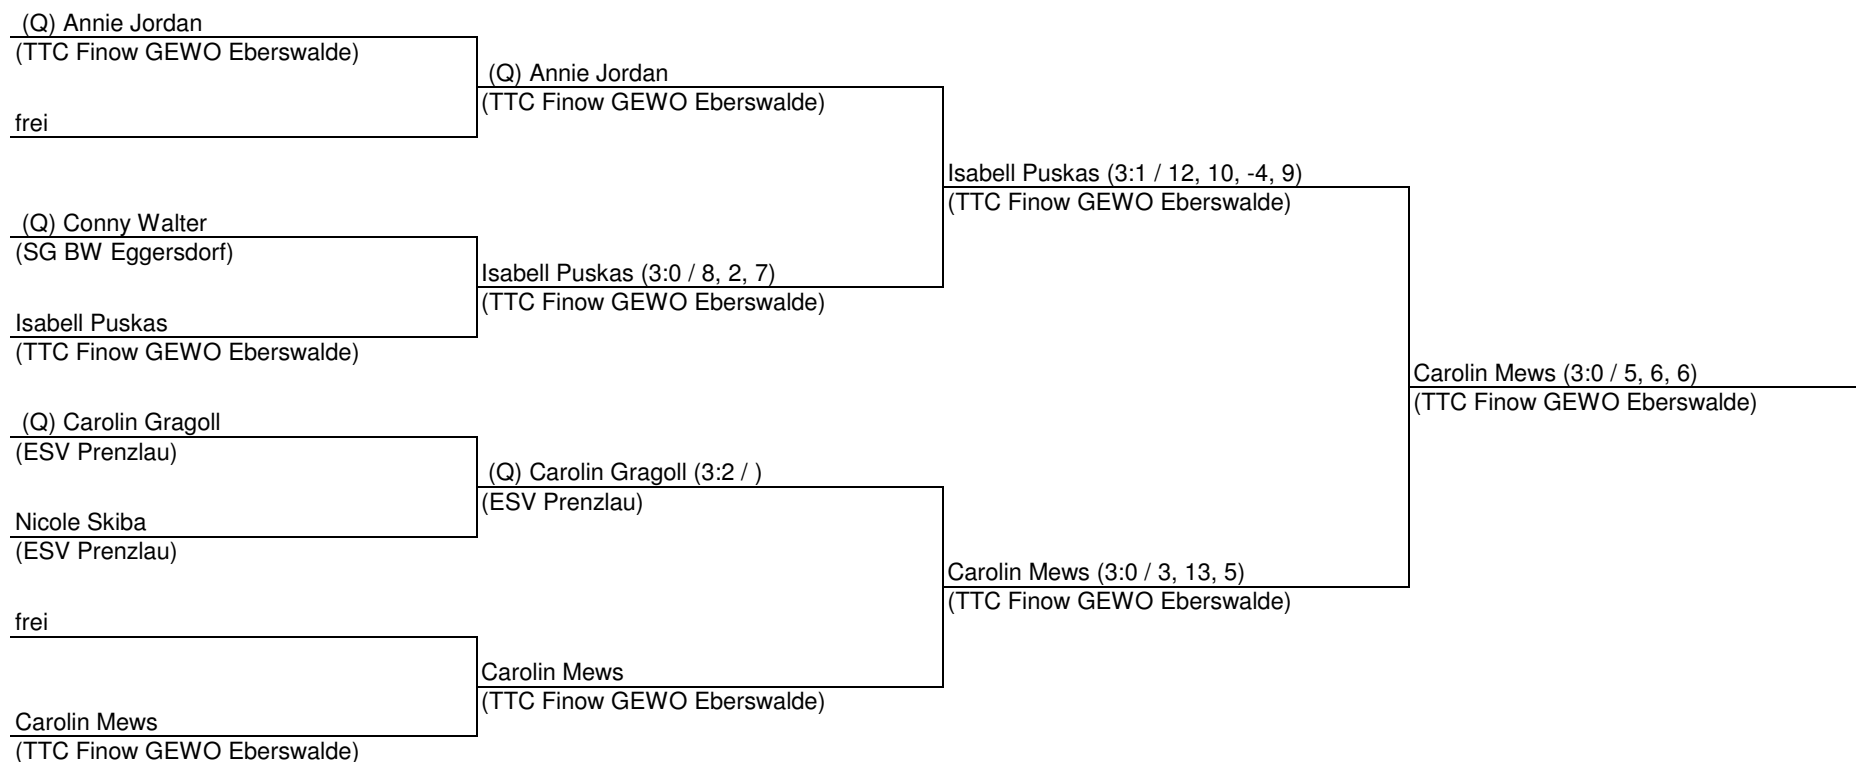 (Q) Annie Jordan
(TTC Finow GEWO Eberswalde)
frei
(Q) Conny Walter
(SG BW Eggersdorf)
Isabell Puskas
(TTC Finow GEWO Eberswalde)
(Q) Carolin Gragoll
(ESV Prenzlau)
Nicole Skiba
(ESV Prenzlau)
frei
Carolin Mews
(TTC Finow GEWO Eberswalde)
(Q) Annie Jordan
(TTC Finow GEWO Eberswalde)
Isabell Puskas (3:0 / 8, 2, 7)
(TTC Finow GEWO Eberswalde)
(Q) Carolin Gragoll (3:2 / )
(ESV Prenzlau)
Carolin Mews
(TTC Finow GEWO Eberswalde)
Isabell Puskas (3:1 / 12, 10, -4, 9)
(TTC Finow GEWO Eberswalde)
Carolin Mews (3:0 / 3, 13, 5)
(TTC Finow GEWO Eberswalde)
Carolin Mews (3:0 / 5, 6, 6)
(TTC Finow GEWO Eberswalde)